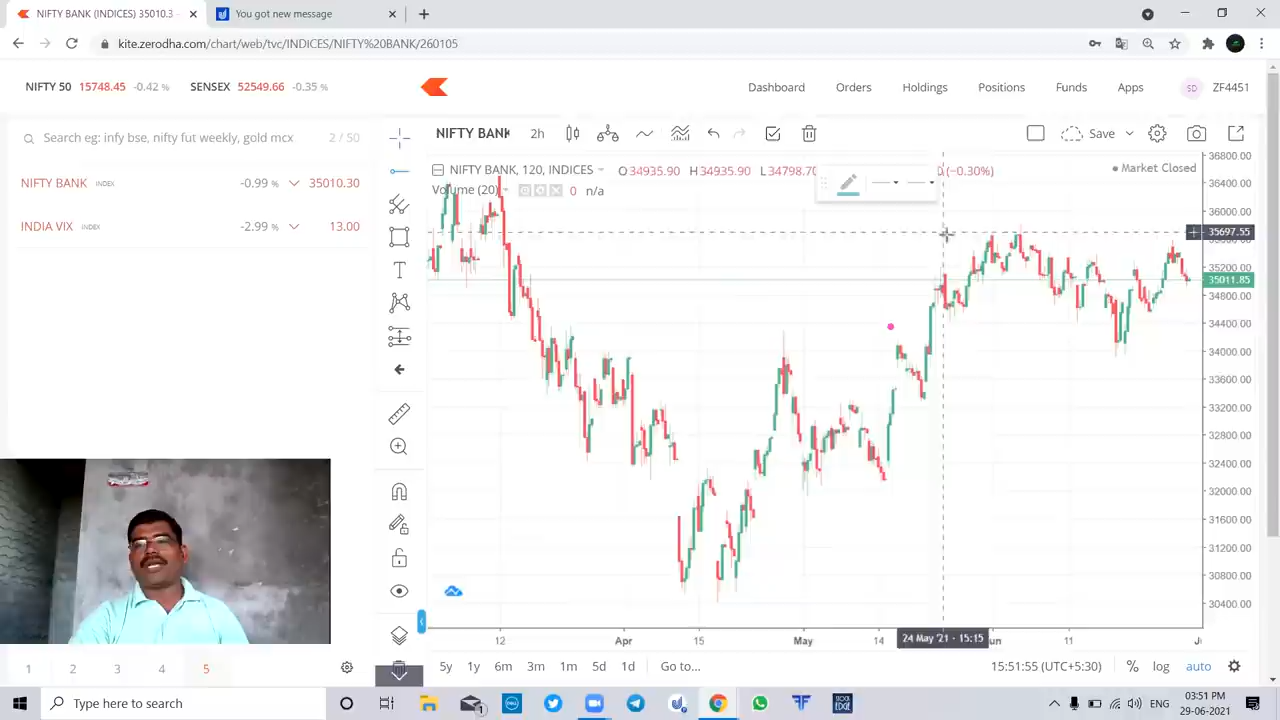 NIFTY BANK (INDICES) 35010.3
You got new message
kite.zerodha.com/chart/web/tvc/INDICES/NIFTY%20BANK/260105
NIFTY 50 15748.45 -0.42 % SENSEX 52549.66 -0.35 %
Dashboard Orders Holdings Positions Funds Apps SD ZF4451
Search eg: infy bse, nifty fut weekly, gold mcx 2 / 50
NIFTY BANK 2h Save
NIFTY BANK INDEX -0.99 % 35010.30
INDIA VIX INDEX -2.99 % 13.00
NIFTY BANK, 120, INDICES O34935.90 H34935.90 L34798.70 (−0.30%)
Market Closed
Volume (20) 0 n/a
36800.00
36400.00
36000.00
35697.55
35200.00
35011.85
34800.00
34400.00
34000.00
33600.00
33200.00
32800.00
32400.00
32000.00
31600.00
31200.00
30800.00
30400.00
12 Apr 15 May 14 24 May '21 - 15:15 un 11
1 2 3 4 5
5y 1y 6m 3m 1m 5d 1d Go to... 15:51:55 (UTC+5:30) % log auto
Type here to search
ENG
03:51 PM
29-06-2021